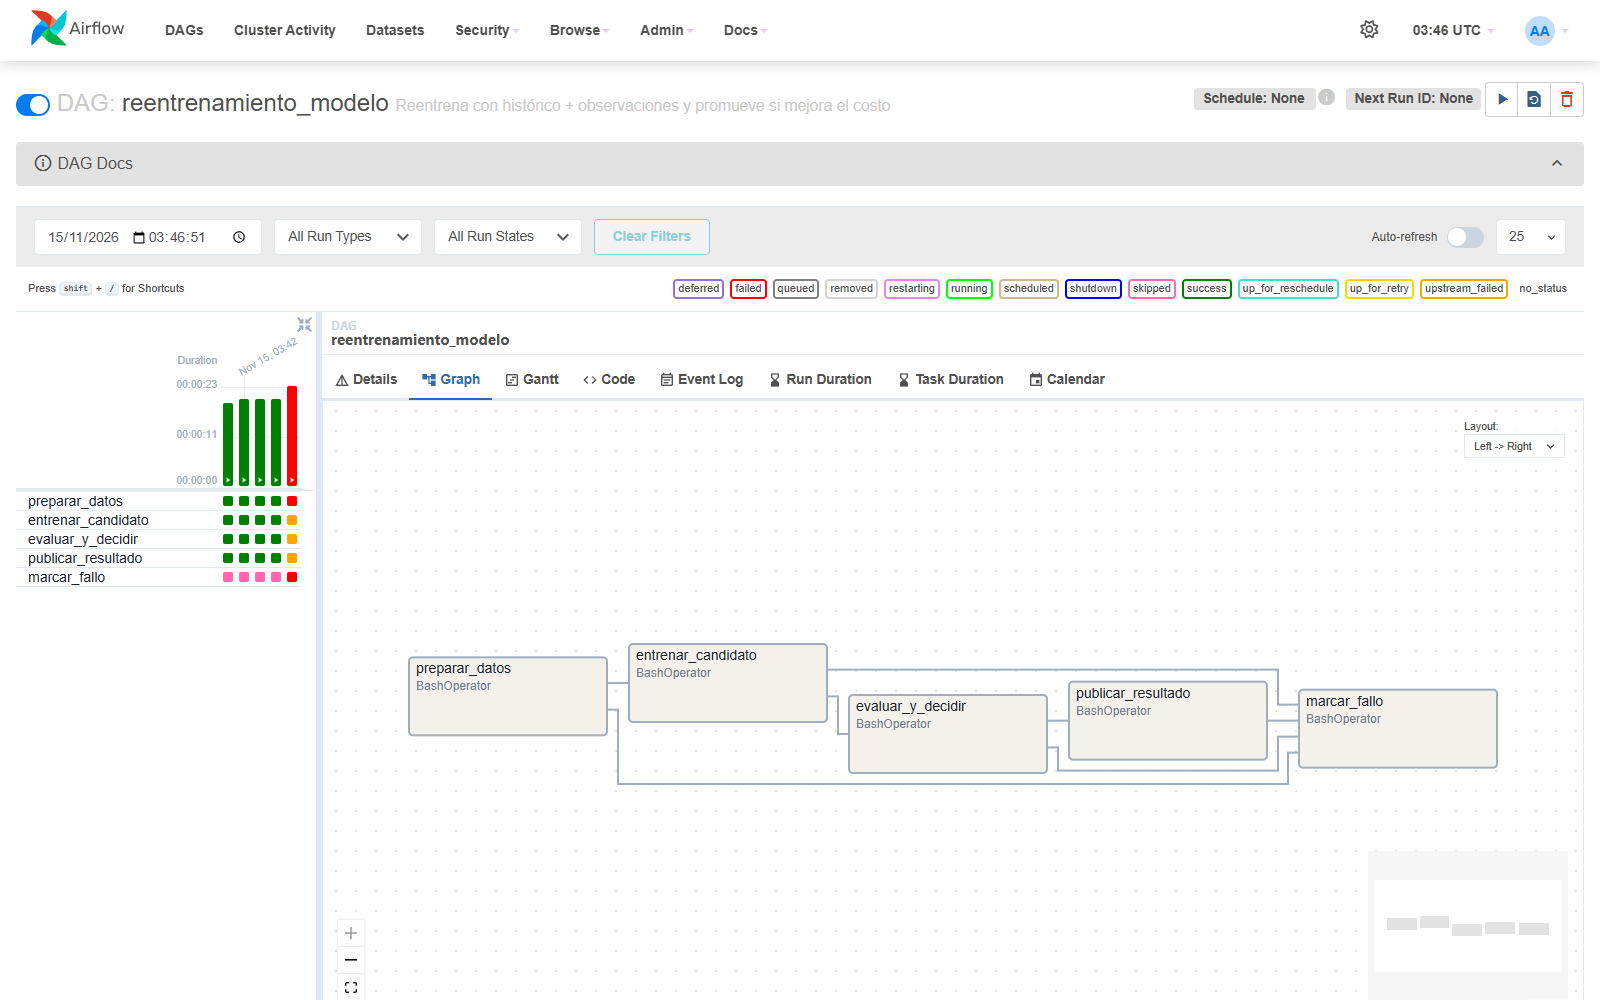 Airflow DAGs Cluster Activity Datasets Security Browse Admin Docs 03:46 UTC AA
DAG: reentrenamiento_modelo Reentrena con histórico + observaciones y promueve si mejora el costo Schedule: None i Next Run ID: None
DAG Docs
15/11/2026 03:46:51 All Run Types All Run States Clear Filters Auto-refresh 25
Press shift + / for Shortcuts deferred failed queued removed restarting running scheduled shutdown skipped success up_for_reschedule up_for_retry upstream_failed no_status
DAG
reentrenamiento_modelo
Nov 15, 03:42
Duration
00:00:23
00:00:11
00:00:00
preparar_datos
entrenar_candidato
evaluar_y_decidir
publicar_resultado
marcar_fallo
Details Graph Gantt Code Event Log Run Duration Task Duration Calendar
Layout:
Left -> Right
preparar_datos
BashOperator
entrenar_candidato
BashOperator
evaluar_y_decidir
BashOperator
publicar_resultado
BashOperator
marcar_fallo
BashOperator